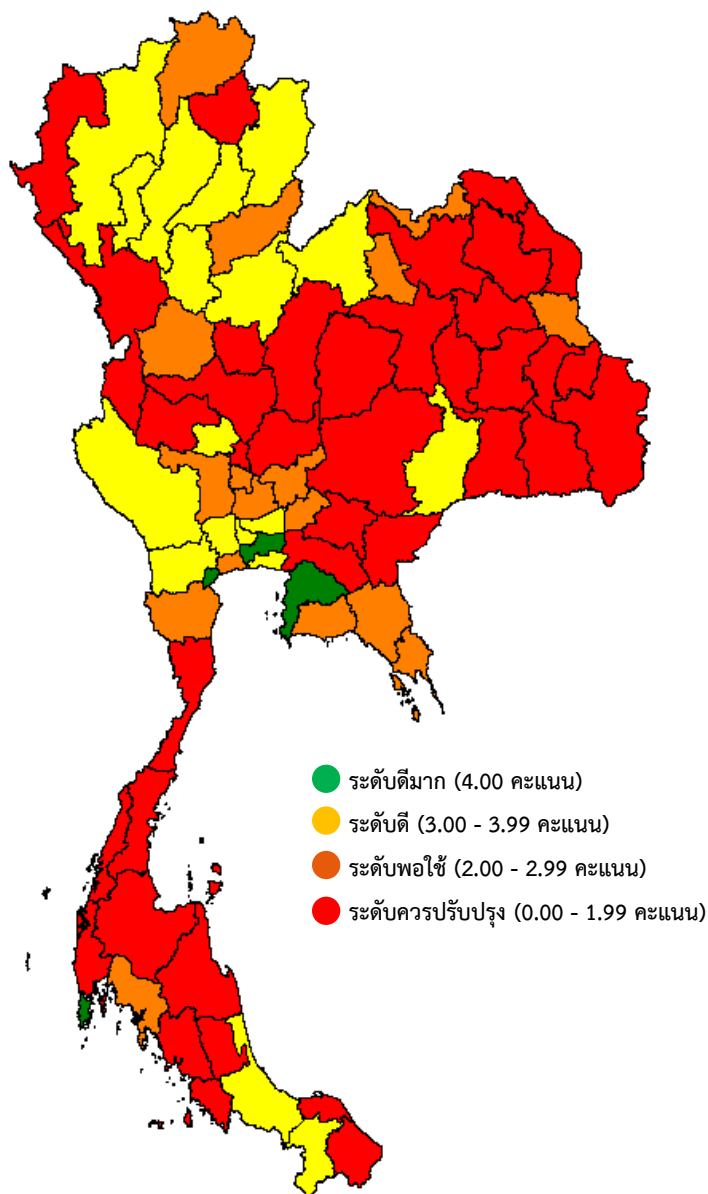 ระดับดีมาก (4.00 คะแนน)
ระดับดี (3.00 - 3.99 คะแนน)
ระดับพอใช้ (2.00 - 2.99 คะแนน)
ระดับควรปรับปรุง (0.00 - 1.99 คะแนน)